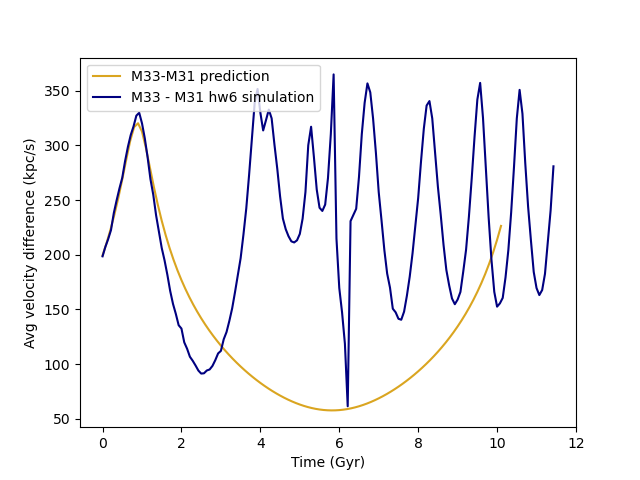 M33-M31 prediction
M33 - M31 hw6 simulation
Avg velocity difference (kpc/s)
350
300
250
200
150
100
50
0 2 4 6 8 10 12
Time (Gyr)